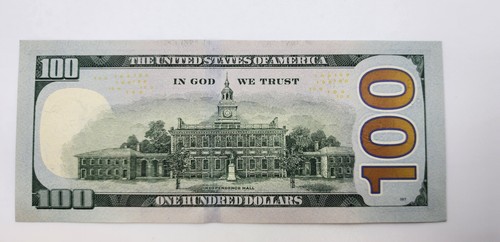 100
THE UNITED STATES OF AMERICA
IN GOD WE TRUST
100
INDEPENDENCE HALL
100
ONE HUNDRED DOLLARS